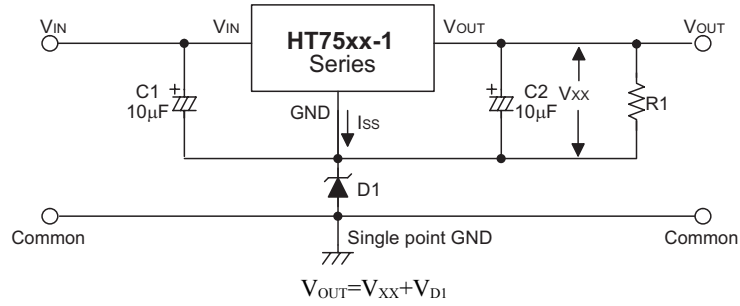 VIN VIN HT75xx-1 Series VOUT VOUT
C1
10μF
GND ISS
C2
10μF
VXX
R1
D1
Common Single point GND Common
VOUT=VXX+VD1